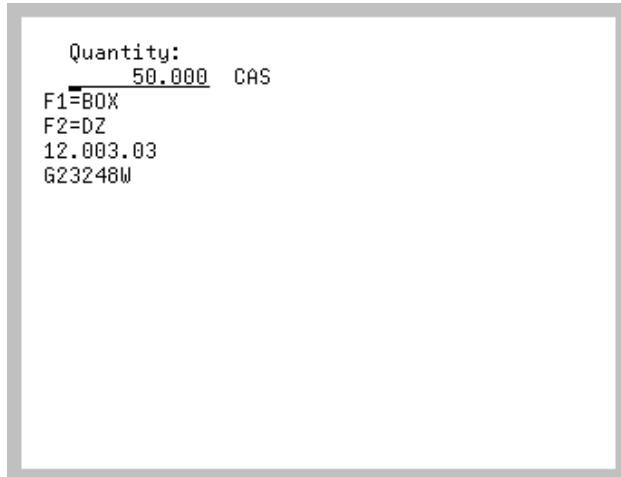 Quantity:
50.000 CAS
F1=BOX
F2=DZ
12.003.03
G23248W